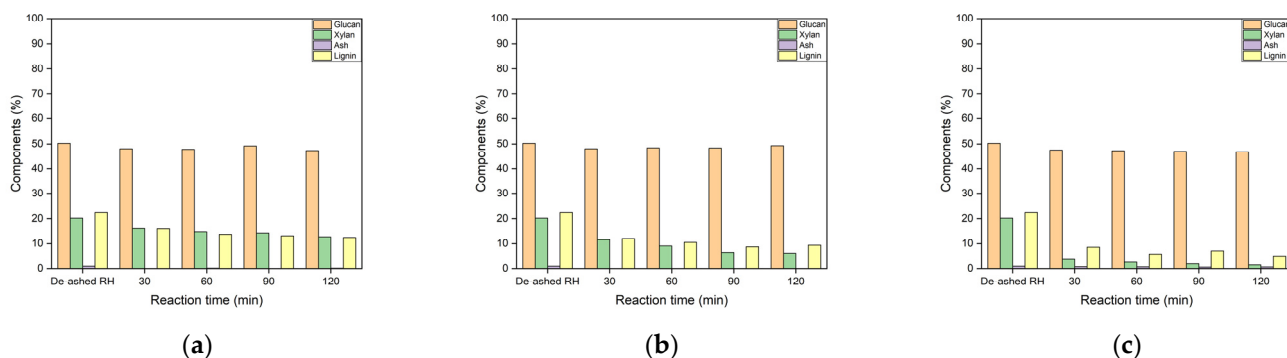 100
90
80
70
60
50
40
30
20
10
0
Components (%)
Glucan
Xylan
Ash
Lignin
De-ashed RH 30 60 90 120
Reaction time (min)
(a)
100
90
80
70
60
50
40
30
20
10
0
Components (%)
Glucan
Xylan
Ash
Lignin
De-ashed RH 30 60 90 120
Reaction time (min)
(b)
100
90
80
70
60
50
40
30
20
10
0
Components (%)
Glucan
Xylan
Ash
Lignin
De-ashed RH 30 60 90 120
Reaction time (min)
(c)